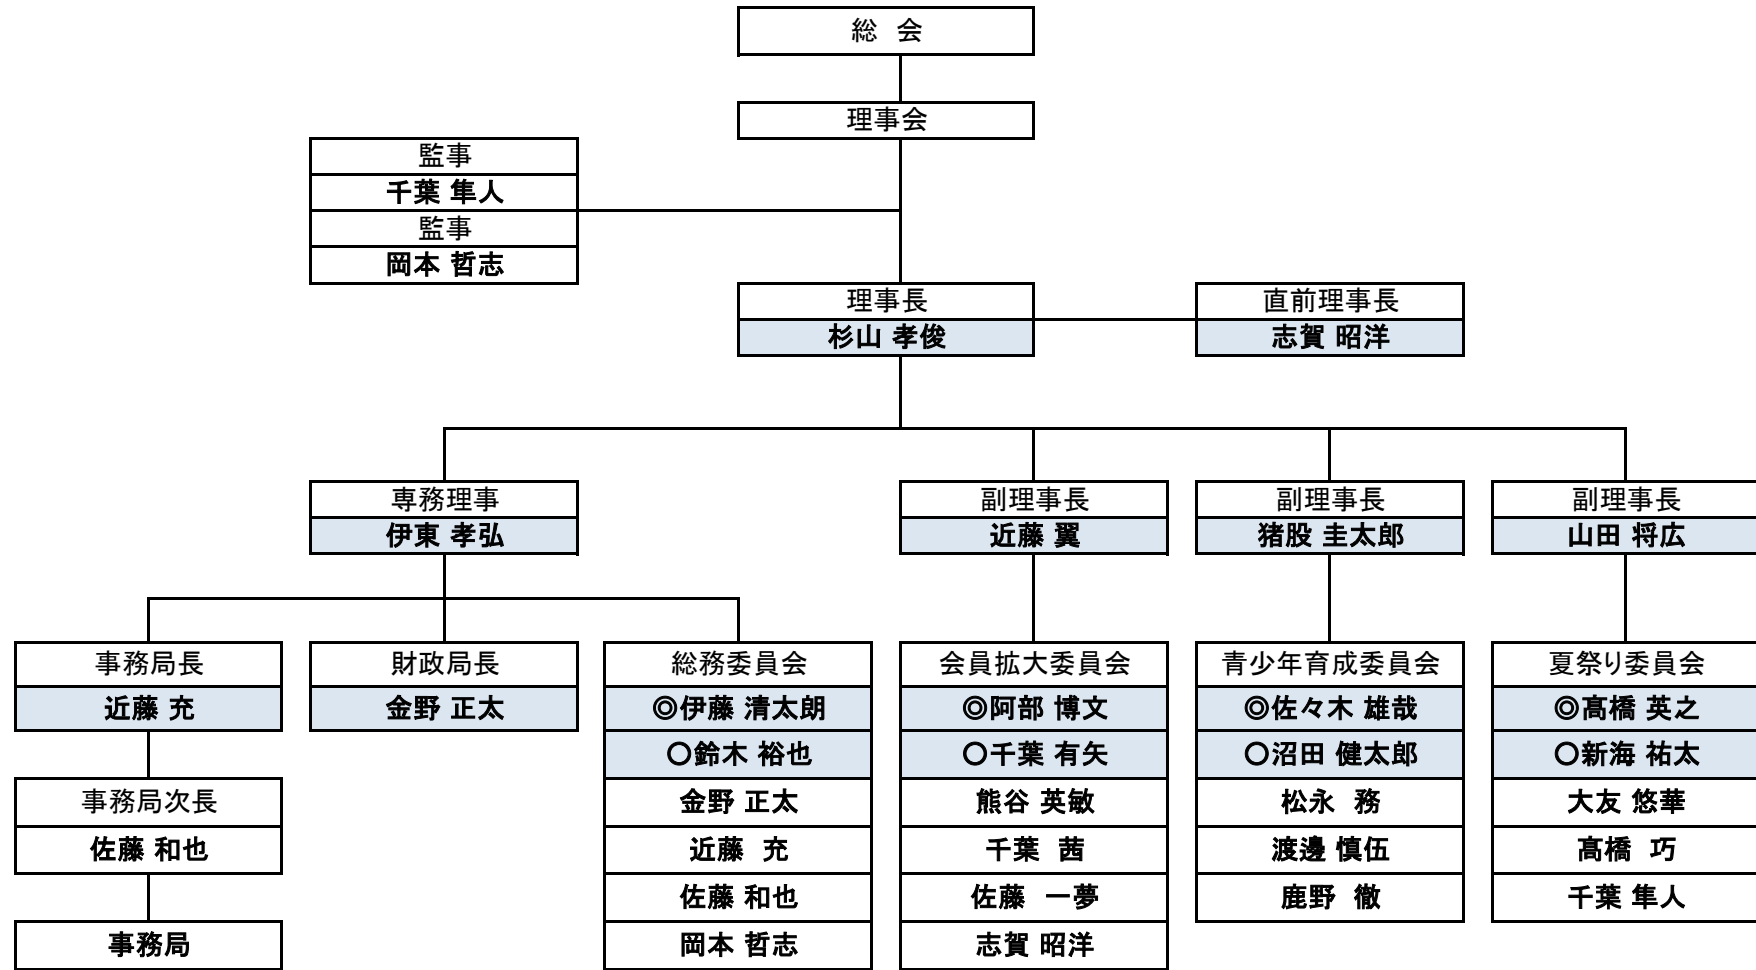 総 会
理事会
監事
千葉 隼人
監事
岡本 哲志
理事長
杉山 孝俊
直前理事長
志賀 昭洋
専務理事
伊東 孝弘
副理事長
近藤 翼
副理事長
猪股 圭太郎
副理事長
山田 将広
事務局長
近藤 充
事務局次長
佐藤 和也
事務局
財政局長
金野 正太
総務委員会
◎伊藤 清太朗
○鈴木 裕也
金野 正太
近藤 充
佐藤 和也
岡本 哲志
会員拡大委員会
◎阿部 博文
○千葉 有矢
熊谷 英敏
千葉 茜
佐藤 一夢
志賀 昭洋
青少年育成委員会
◎佐々木 雄哉
○沼田 健太郎
松永 務
渡邊 慎伍
鹿野 徹
夏祭り委員会
◎髙橋 英之
○新海 祐太
大友 悠華
髙橋 巧
千葉 隼人